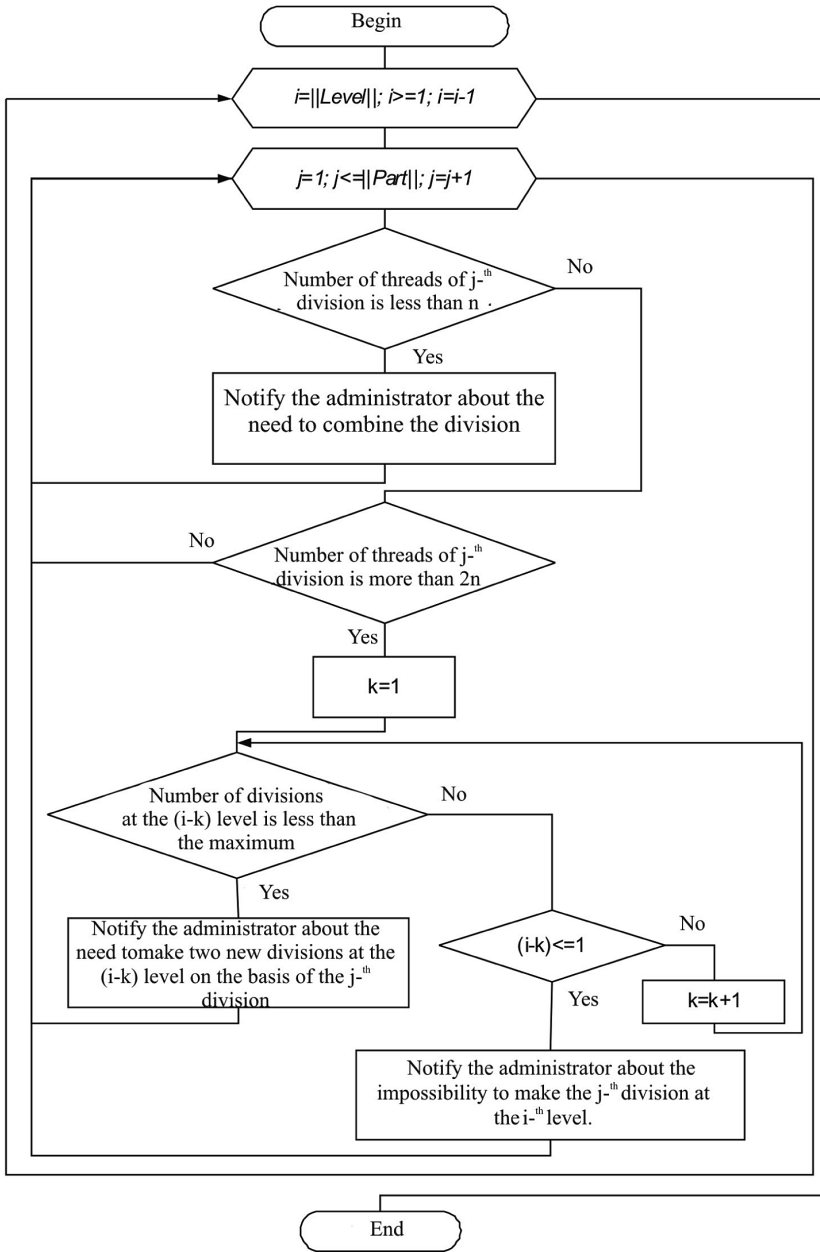 Begin
i=||Level||; i>=1; i=i-1
j=1; j<=||Part||; j=j+1
Number of threads of j-th
division is less than n
No
Yes
Notify the administrator about the
need to combine the division
No
Number of threads of j-th
division is more than 2n
Yes
k=1
Number of divisions
at the (i-k) level is less than
the maximum
No
Yes
Notify the administrator about the
need tomake two new divisions at the
(i-k) level on the basis of the j-th
division
(i-k)<=1
No
Yes
k=k+1
Notify the administrator about the
impossibility to make the j-th division at
the i-th level.
End